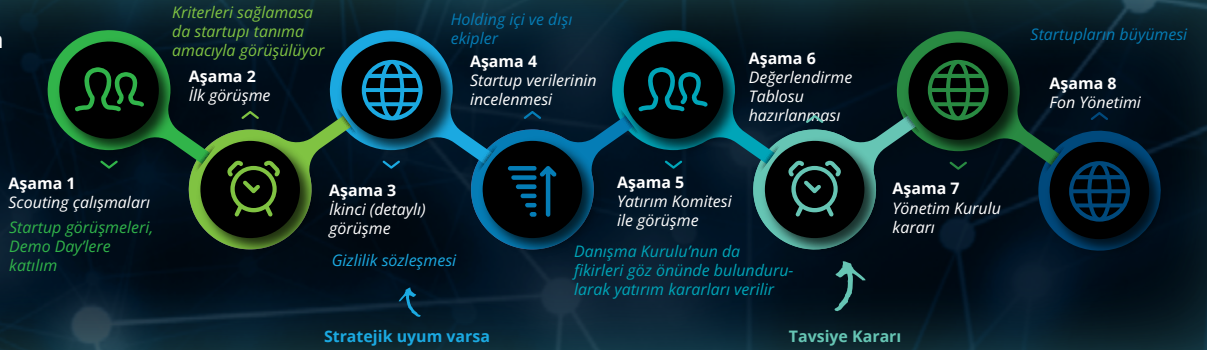 Aşama 1
Scouting çalışmaları
Startup görüşmeleri,
Demo Day'lere
katılım
Kriterleri sağlamasa
da startupı tanıma
amacıyla görüşülüyor
Aşama 2
İlk görüşme
Aşama 3
İkinci (detaylı)
görüşme
Gizlilik sözleşmesi
Stratejik uyum varsa
Holding içi ve dışı
ekipler
Aşama 4
Startup verilerinin
incelenmesi
Aşama 5
Yatırım Komitesi
ile görüşme
Danışma Kurulu'nun da
fikirleri göz önünde bulunduru-
larak yatırım kararları verilir
Aşama 6
Değerlendirme
Tablosu
hazırlanması
Tavsiye Kararı
Aşama 7
Yönetim Kurulu
kararı
Startupların büyümesi
Aşama 8
Fon Yönetimi